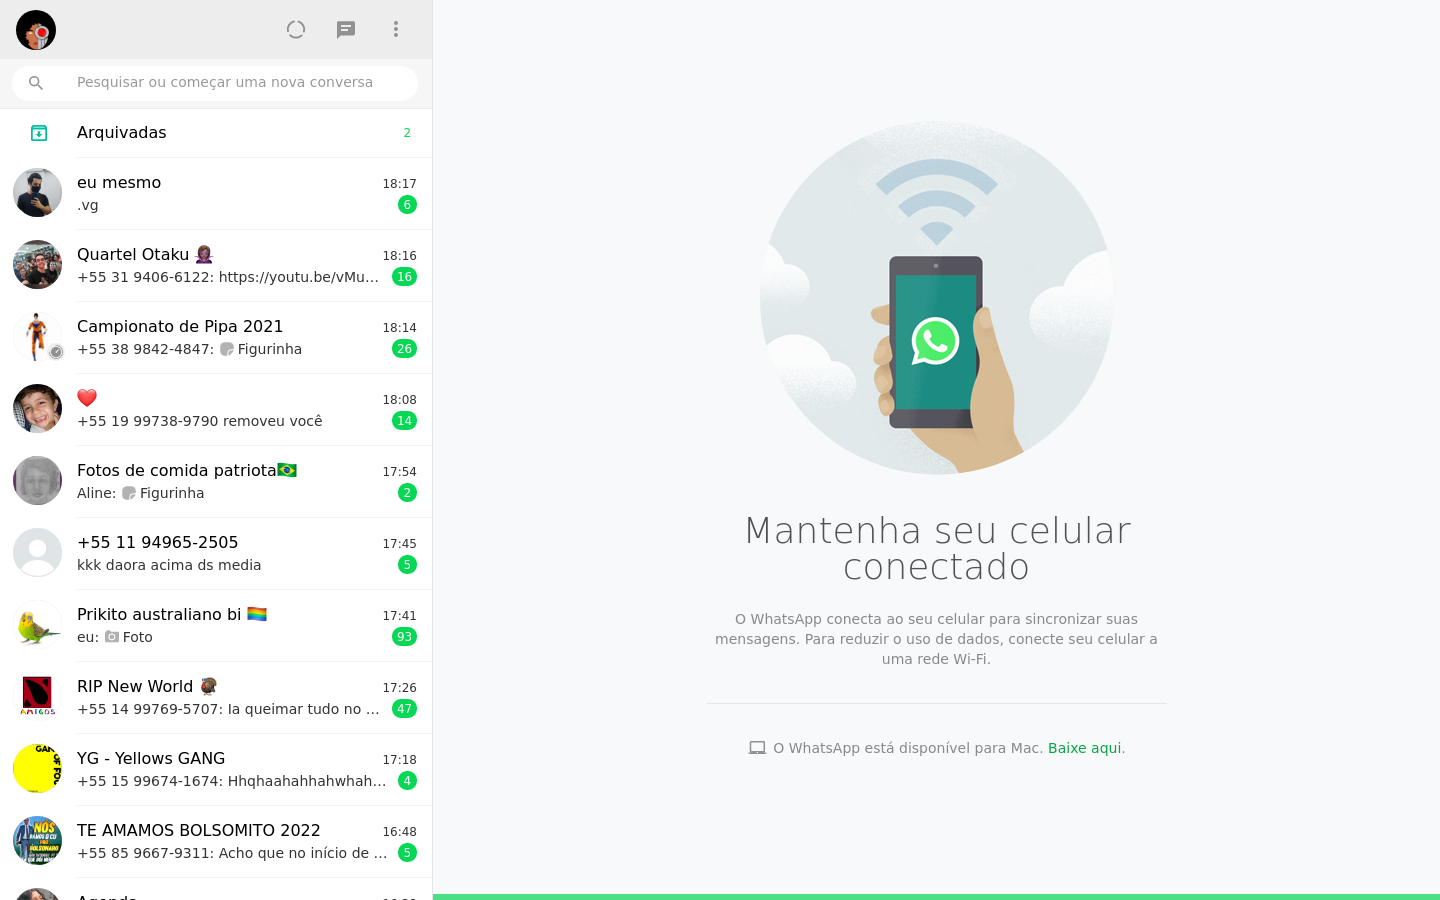 Pesquisar ou começar uma nova conversa
Arquivadas 2
eu mesmo 18:17
.vg 6
Quartel Otaku 🧕🏾 18:16
+55 31 9406-6122: https://youtu.be/vMu… 16
Campionato de Pipa 2021 18:14
+55 38 9842-4847: Figurinha 26
❤️ 18:08
+55 19 99738-9790 removeu você 14
Fotos de comida patriota🇧🇷 17:54
Aline: Figurinha 2
+55 11 94965-2505 17:45
kkk daora acima ds media 5
Prikito australiano bi 🏳️‍🌈 17:41
eu: Foto 93
RIP New World 🦃 17:26
+55 14 99769-5707: Ia queimar tudo no … 47
YG - Yellows GANG 17:18
+55 15 99674-1674: Hhqhaahahhahwhah… 4
TE AMAMOS BOLSOMITO 2022 16:48
+55 85 9667-9311: Acho que no início de … 5
Mantenha seu celular
conectado
O WhatsApp conecta ao seu celular para sincronizar suas
mensagens. Para reduzir o uso de dados, conecte seu celular a
uma rede Wi-Fi.
O WhatsApp está disponível para Mac. Baixe aqui.